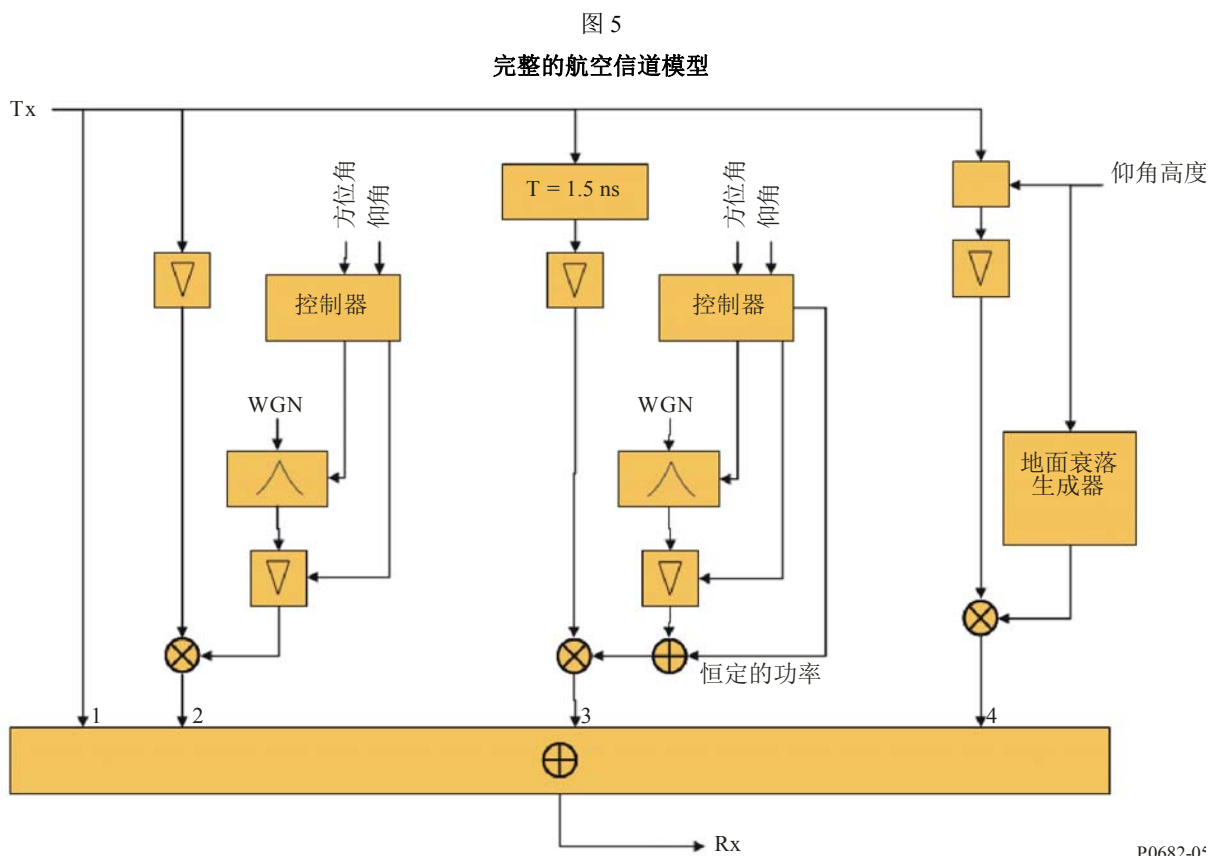 图 5
完整的航空信道模型
Tx
方位角
仰角
T = 1.5 ns
方位角
仰角
仰角高度
控制器
控制器
WGN
WGN
地面衰落
生成器
恒定的功率
1
2
3
4
Rx
P0682-05